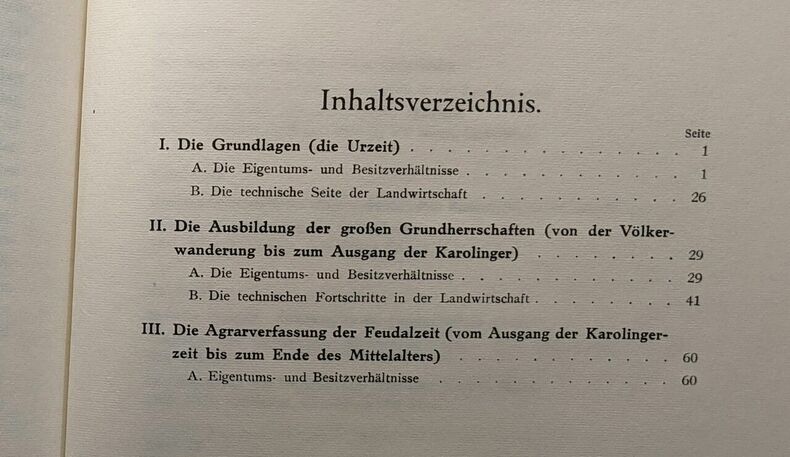 Inhaltsverzeichnis.
Seite
I. Die Grundlagen (die Urzeit) . . . . . . . . . . . . . . . 1
A. Die Eigentums- und Besitzverhältnisse . . . . . . . . . . . 1
B. Die technische Seite der Landwirtschaft . . . . . . . . . . 26
II. Die Ausbildung der großen Grundherrschaften (von der Völker-
wanderung bis zum Ausgang der Karolinger) . . . . . . . 29
A. Die Eigentums- und Besitzverhältnisse . . . . . . . . . . . 29
B. Die technischen Fortschritte in der Landwirtschaft . . . . . . . 41
III. Die Agrarverfassung der Feudalzeit (vom Ausgang der Karolinger-
zeit bis zum Ende des Mittelalters) . . . . . . . . . . . 60
A. Eigentums- und Besitzverhältnisse . . . . . . . . . . . . 60